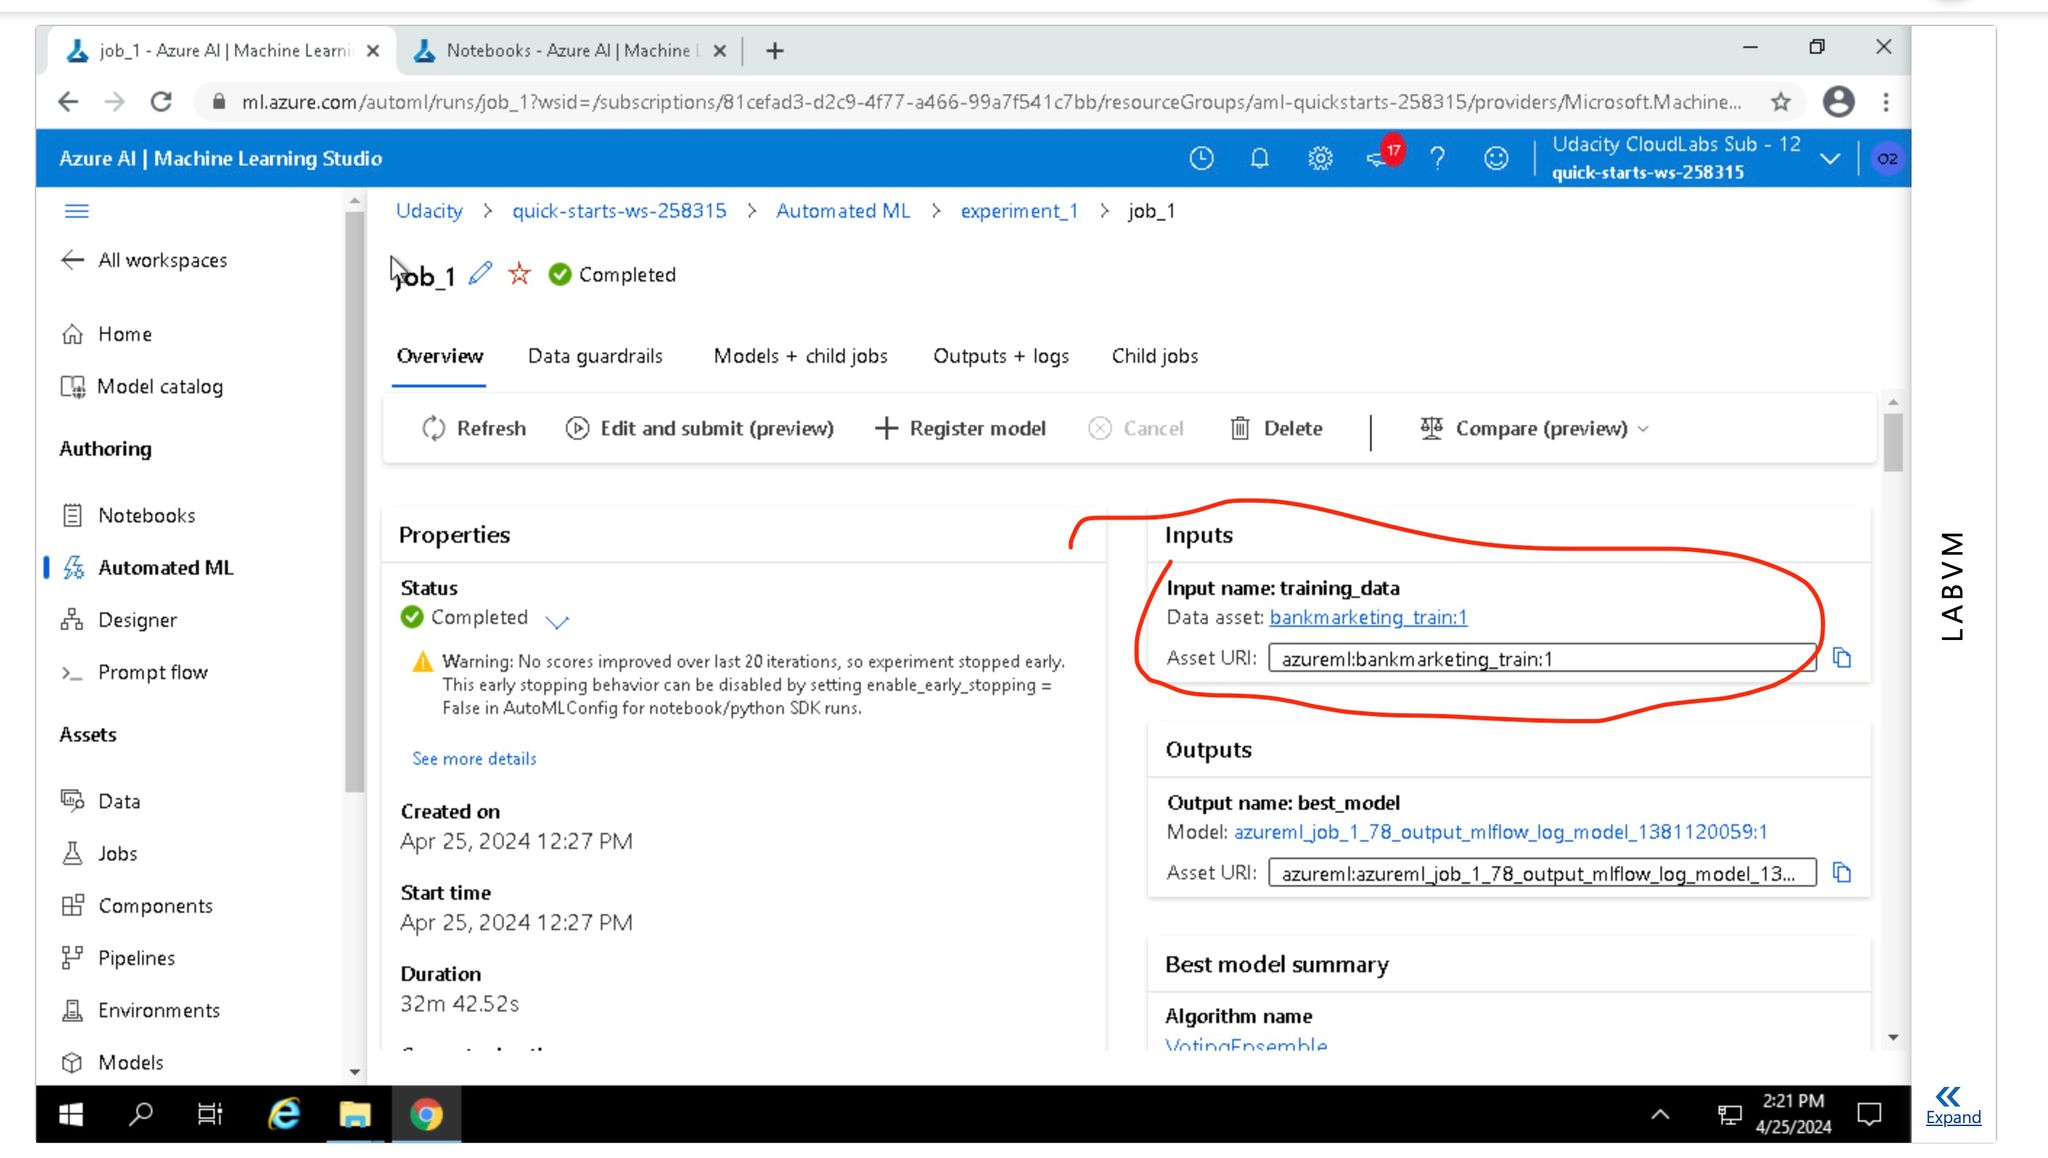 job_1 - Azure AI | Machine Learni
Notebooks - Azure AI | Machine L
ml.azure.com/automl/runs/job_1?wsid=/subscriptions/81cefad3-d2c9-4f77-a466-99a7f541c7bb/resourceGroups/aml-quickstarts-258315/providers/Microsoft.Machine...
Azure AI | Machine Learning Studio
17
Udacity CloudLabs Sub - 12
quick-starts-ws-258315
O2
All workspaces
Home
Model catalog
Authoring
Notebooks
Automated ML
Designer
Prompt flow
Assets
Data
Jobs
Components
Pipelines
Environments
Models
Udacity > quick-starts-ws-258315 > Automated ML > experiment_1 > job_1
job_1 Completed
Overview Data guardrails Models + child jobs Outputs + logs Child jobs
Refresh Edit and submit (preview) Register model Cancel Delete | Compare (preview)
Properties
Status
Completed
Warning: No scores improved over last 20 iterations, so experiment stopped early.
This early stopping behavior can be disabled by setting enable_early_stopping =
False in AutoMLConfig for notebook/python SDK runs.
See more details
Created on
Apr 25, 2024 12:27 PM
Start time
Apr 25, 2024 12:27 PM
Duration
32m 42.52s
Inputs
Input name: training_data
Data asset: bankmarketing_train:1
Asset URI: azureml:bankmarketing_train:1
Outputs
Output name: best_model
Model: azureml_job_1_78_output_mlflow_log_model_1381120059:1
Asset URI: azureml:azureml_job_1_78_output_mlflow_log_model_13...
Best model summary
Algorithm name
VotingEnsemble
LABVM
Expand
2:21 PM
4/25/2024